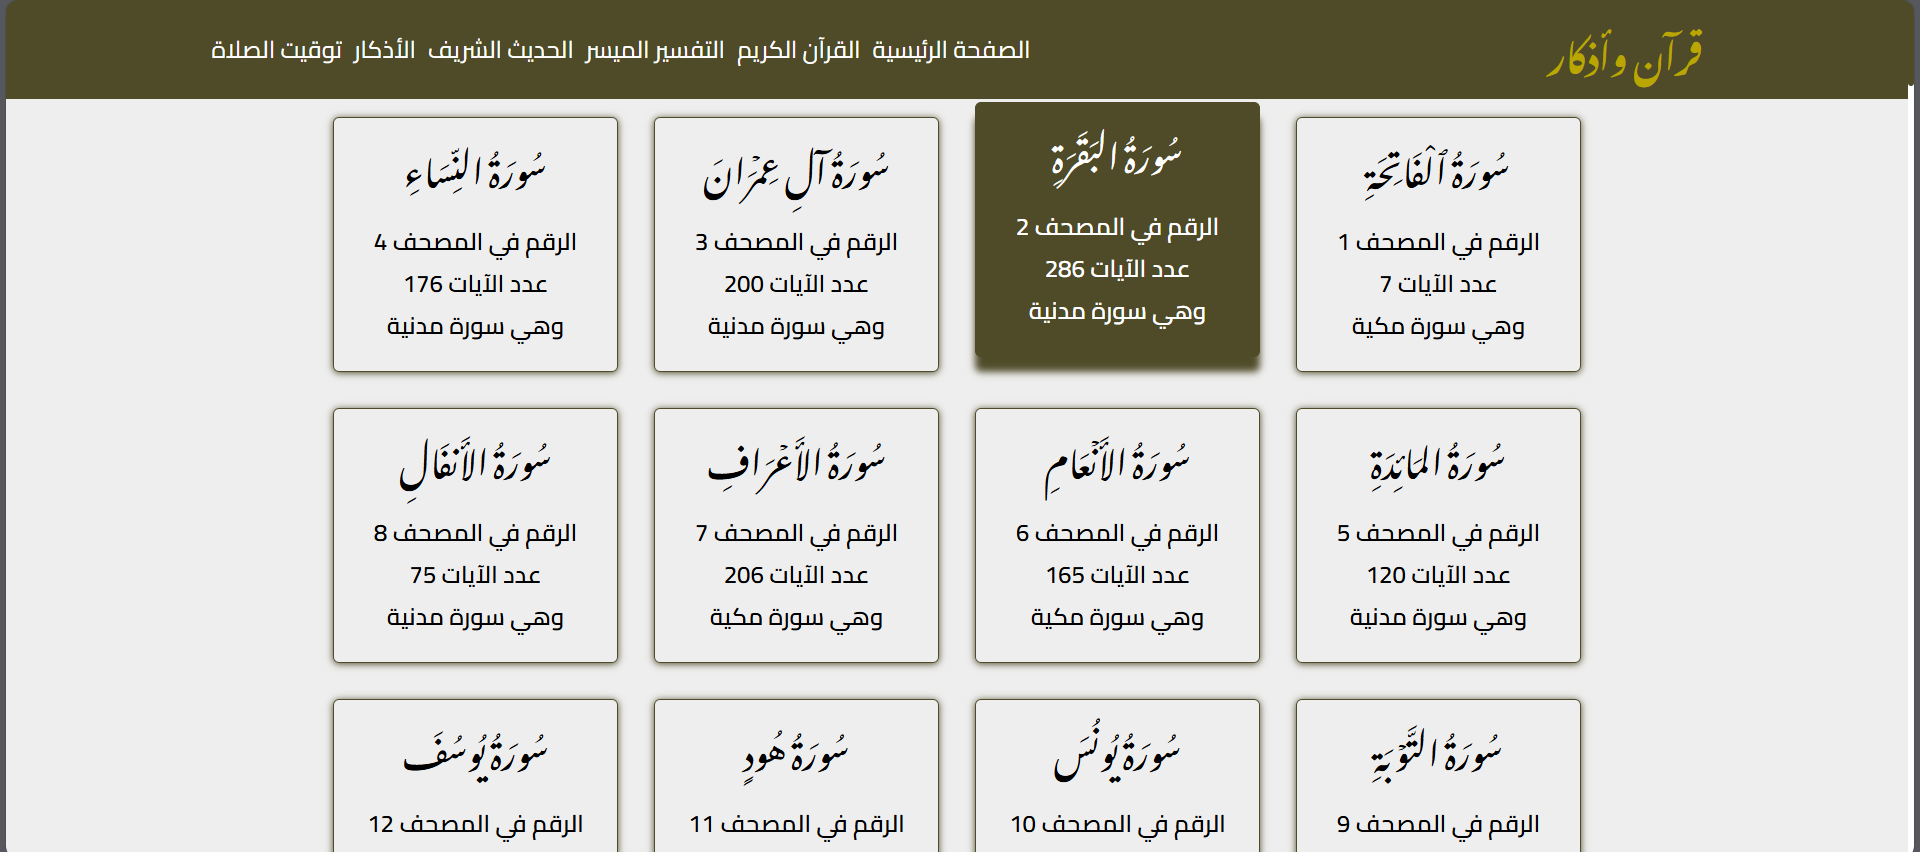 قرآن وأذكار
الصفحة الرئيسية القرآن الكريم التفسير الميسر الحديث الشريف الأذكار توقيت الصلاة
سُورَةُ ٱلْفَاتِحَةِ
الرقم في المصحف 1
عدد الآيات 7
وهي سورة مكية
سُورَةُ البَقَرَةِ
الرقم في المصحف 2
عدد الآيات 286
وهي سورة مدنية
سُورَةُ آلِ عِمۡرَانَ
الرقم في المصحف 3
عدد الآيات 200
وهي سورة مدنية
سُورَةُ النِّسَاءِ
الرقم في المصحف 4
عدد الآيات 176
وهي سورة مدنية
سُورَةُ المَائـِدَةِ
الرقم في المصحف 5
عدد الآيات 120
وهي سورة مدنية
سُورَةُ الأَنۡعَامِ
الرقم في المصحف 6
عدد الآيات 165
وهي سورة مكية
سُورَةُ الأَعۡرَافِ
الرقم في المصحف 7
عدد الآيات 206
وهي سورة مكية
سُورَةُ الأَنفَالِ
الرقم في المصحف 8
عدد الآيات 75
وهي سورة مدنية
سُورَةُ التَّوۡبَةِ
الرقم في المصحف 9
سُورَةُ يُونُسَ
الرقم في المصحف 10
سُورَةُ هُودٍ
الرقم في المصحف 11
سُورَةُ يُوسُفَ
الرقم في المصحف 12